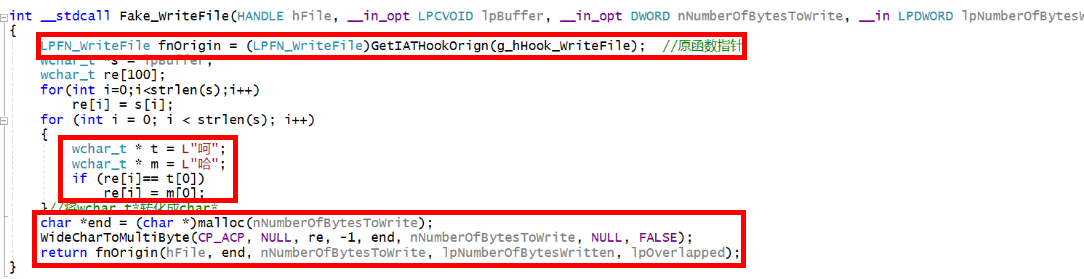 int __stdcall Fake_WriteFile(HANDLE hFile, __in_opt LPCVOID lpBuffer, __in_opt DWORD nNumberOfBytesToWrite, __in LPDWORD lpNumberOfBytesW
{
LPFN_WriteFile fnOrigin = (LPFN_WriteFile)GetIATHookOrign(g_hHook_WriteFile); //原函数指针
wchar_t *s = lpBuffer;
wchar_t re[100];
for(int i=0;i<strlen(s);i++)
re[i] = s[i];
for (int i = 0; i < strlen(s); i++)
{
wchar_t * t = L"呵";
wchar_t * m = L"哈";
if (re[i]== t[0])
re[i] = m[0];
}//将wchar_t*转化成char*
char *end = (char *)malloc(nNumberOfBytesToWrite);
WideCharToMultiByte(CP_ACP, NULL, re, -1, end, nNumberOfBytesToWrite, NULL, FALSE);
return fnOrigin(hFile, end, nNumberOfBytesToWrite, lpNumberOfBytesWritten, lpOverlapped);
}